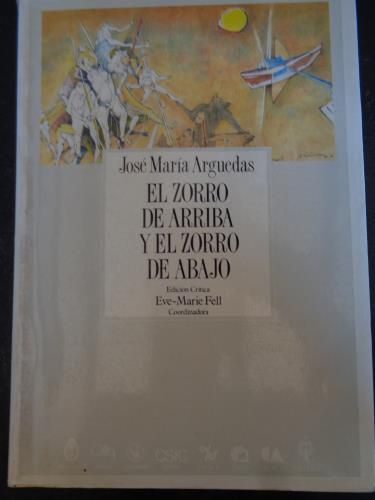 José María Arguedas
EL ZORRO
DE ARRIBA
Y EL ZORRO
DE ABAJO
Edición Crítica
Eve-Marie Fell
Coordinadora
CSIC